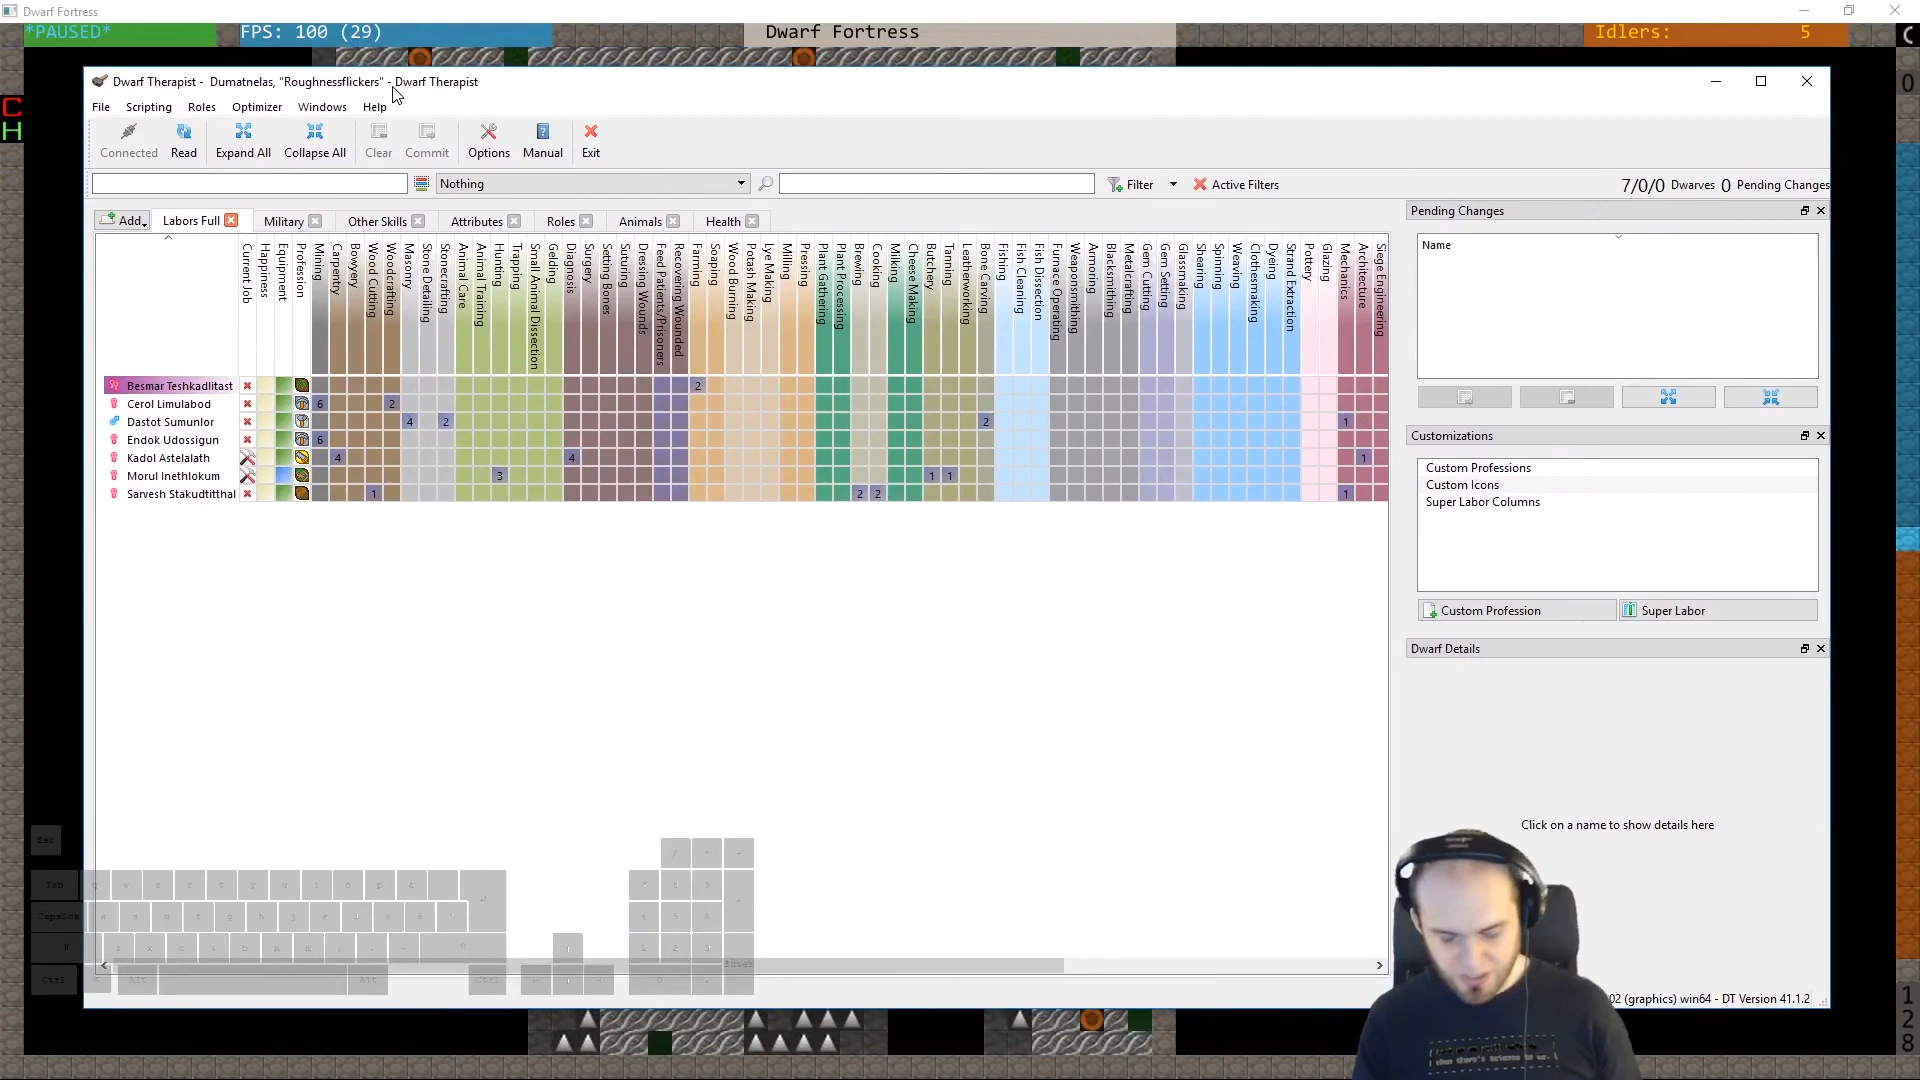 Dwarf Fortress
*PAUSED*
FPS: 100 (29)
Dwarf Fortress
Idlers: 5
C
H
Dwarf Therapist - Dumatnelas, "Roughnessflickers" - Dwarf Therapist
File Scripting Roles Optimizer Windows Help
Connected Read Expand All Collapse All Clear Commit Options Manual Exit
Nothing
Filter
Active Filters
7/0/0 Dwarves 0 Pending Changes
Add
Labors Full Military Other Skills Attributes Roles Animals Health
Current Job
Happiness
Equipment
Profession
Mining
Carpentry
Bowyery
Wood Cutting
Woodcrafting
Masonry
Stone Detailing
Stonecrafting
Animal Care
Animal Training
Hunting
Trapping
Small Animal Dissection
Gelding
Diagnosis
Surgery
Setting Bones
Suturing
Dressing Wounds
Feed Patients/Prisoners
Recovering Wounded
Farming
Soaping
Wood Burning
Potash Making
Lye Making
Milling
Pressing
Plant Gathering
Plant Processing
Brewing
Cooking
Milking
Cheese Making
Butchery
Tanning
Leatherworking
Bone Carving
Fishing
Fish Cleaning
Fish Dissection
Furnace Operating
Weaponsmithing
Armoring
Blacksmithing
Metalcrafting
Gem Cutting
Gem Setting
Glassmaking
Shearing
Spinning
Weaving
Clothesmaking
Dyeing
Strand Extraction
Pottery
Glazing
Mechanics
Architecture
Siege Engineering
Besmar Teshkadlitast 2
Cerol Limulabod 6 2
Dastot Sumunlor 4 2 2 1
Endok Udossigun 6
Kadol Astelalath 4 4 1
Morul Inethlokum 3 1 1
Sarvesh Stakudtitthal 1 2 2 1
Pending Changes
Name
Customizations
Custom Professions
Custom Icons
Super Labor Columns
Custom Profession
Super Labor
Dwarf Details
Click on a name to show details here
02 (graphics) win64 - DT Version 41.1.2
C
0
1
2
8
Esc
Alt
Alt
Ctrl
Enter